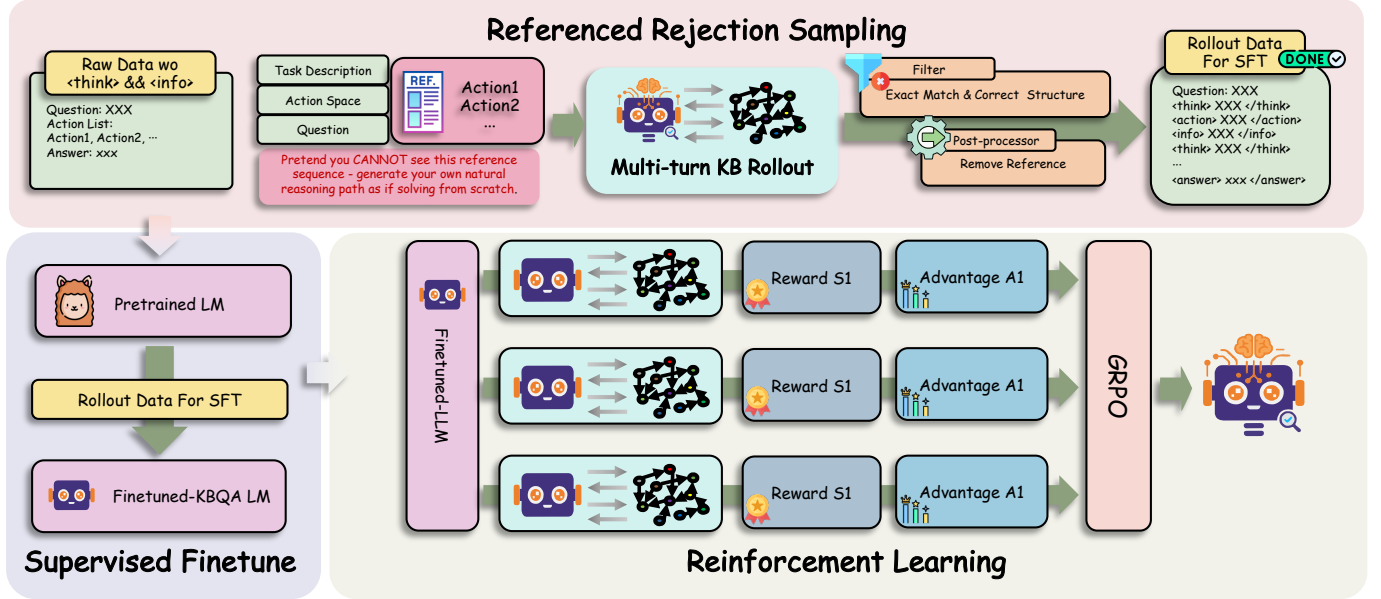 Referenced Rejection Sampling
Raw Data wo
<think> && <info>
Question: XXX
Action List:
Action1, Action2, ...
Answer: xxx
Task Description
Action Space
Question
REF.
Action1
Action2
...
Pretend you CANNOT see this reference
sequence - generate your own natural
reasoning path as if solving from scratch.
Multi-turn KB Rollout
Filter
Exact Match & Correct Structure
Post-processor
Remove Reference
Rollout Data
For SFT
DONE
Question: XXX
<think> XXX </think>
<action> XXX </action>
<info> XXX </info>
<think> XXX </think>
...
<answer> xxx </answer>
Pretrained LM
Rollout Data For SFT
Finetuned-KBQA LM
Supervised Finetune
Finetuned-LLM
Reward S1
Advantage A1
Reward S1
Advantage A1
Reward S1
Advantage A1
GRPO
Reinforcement Learning